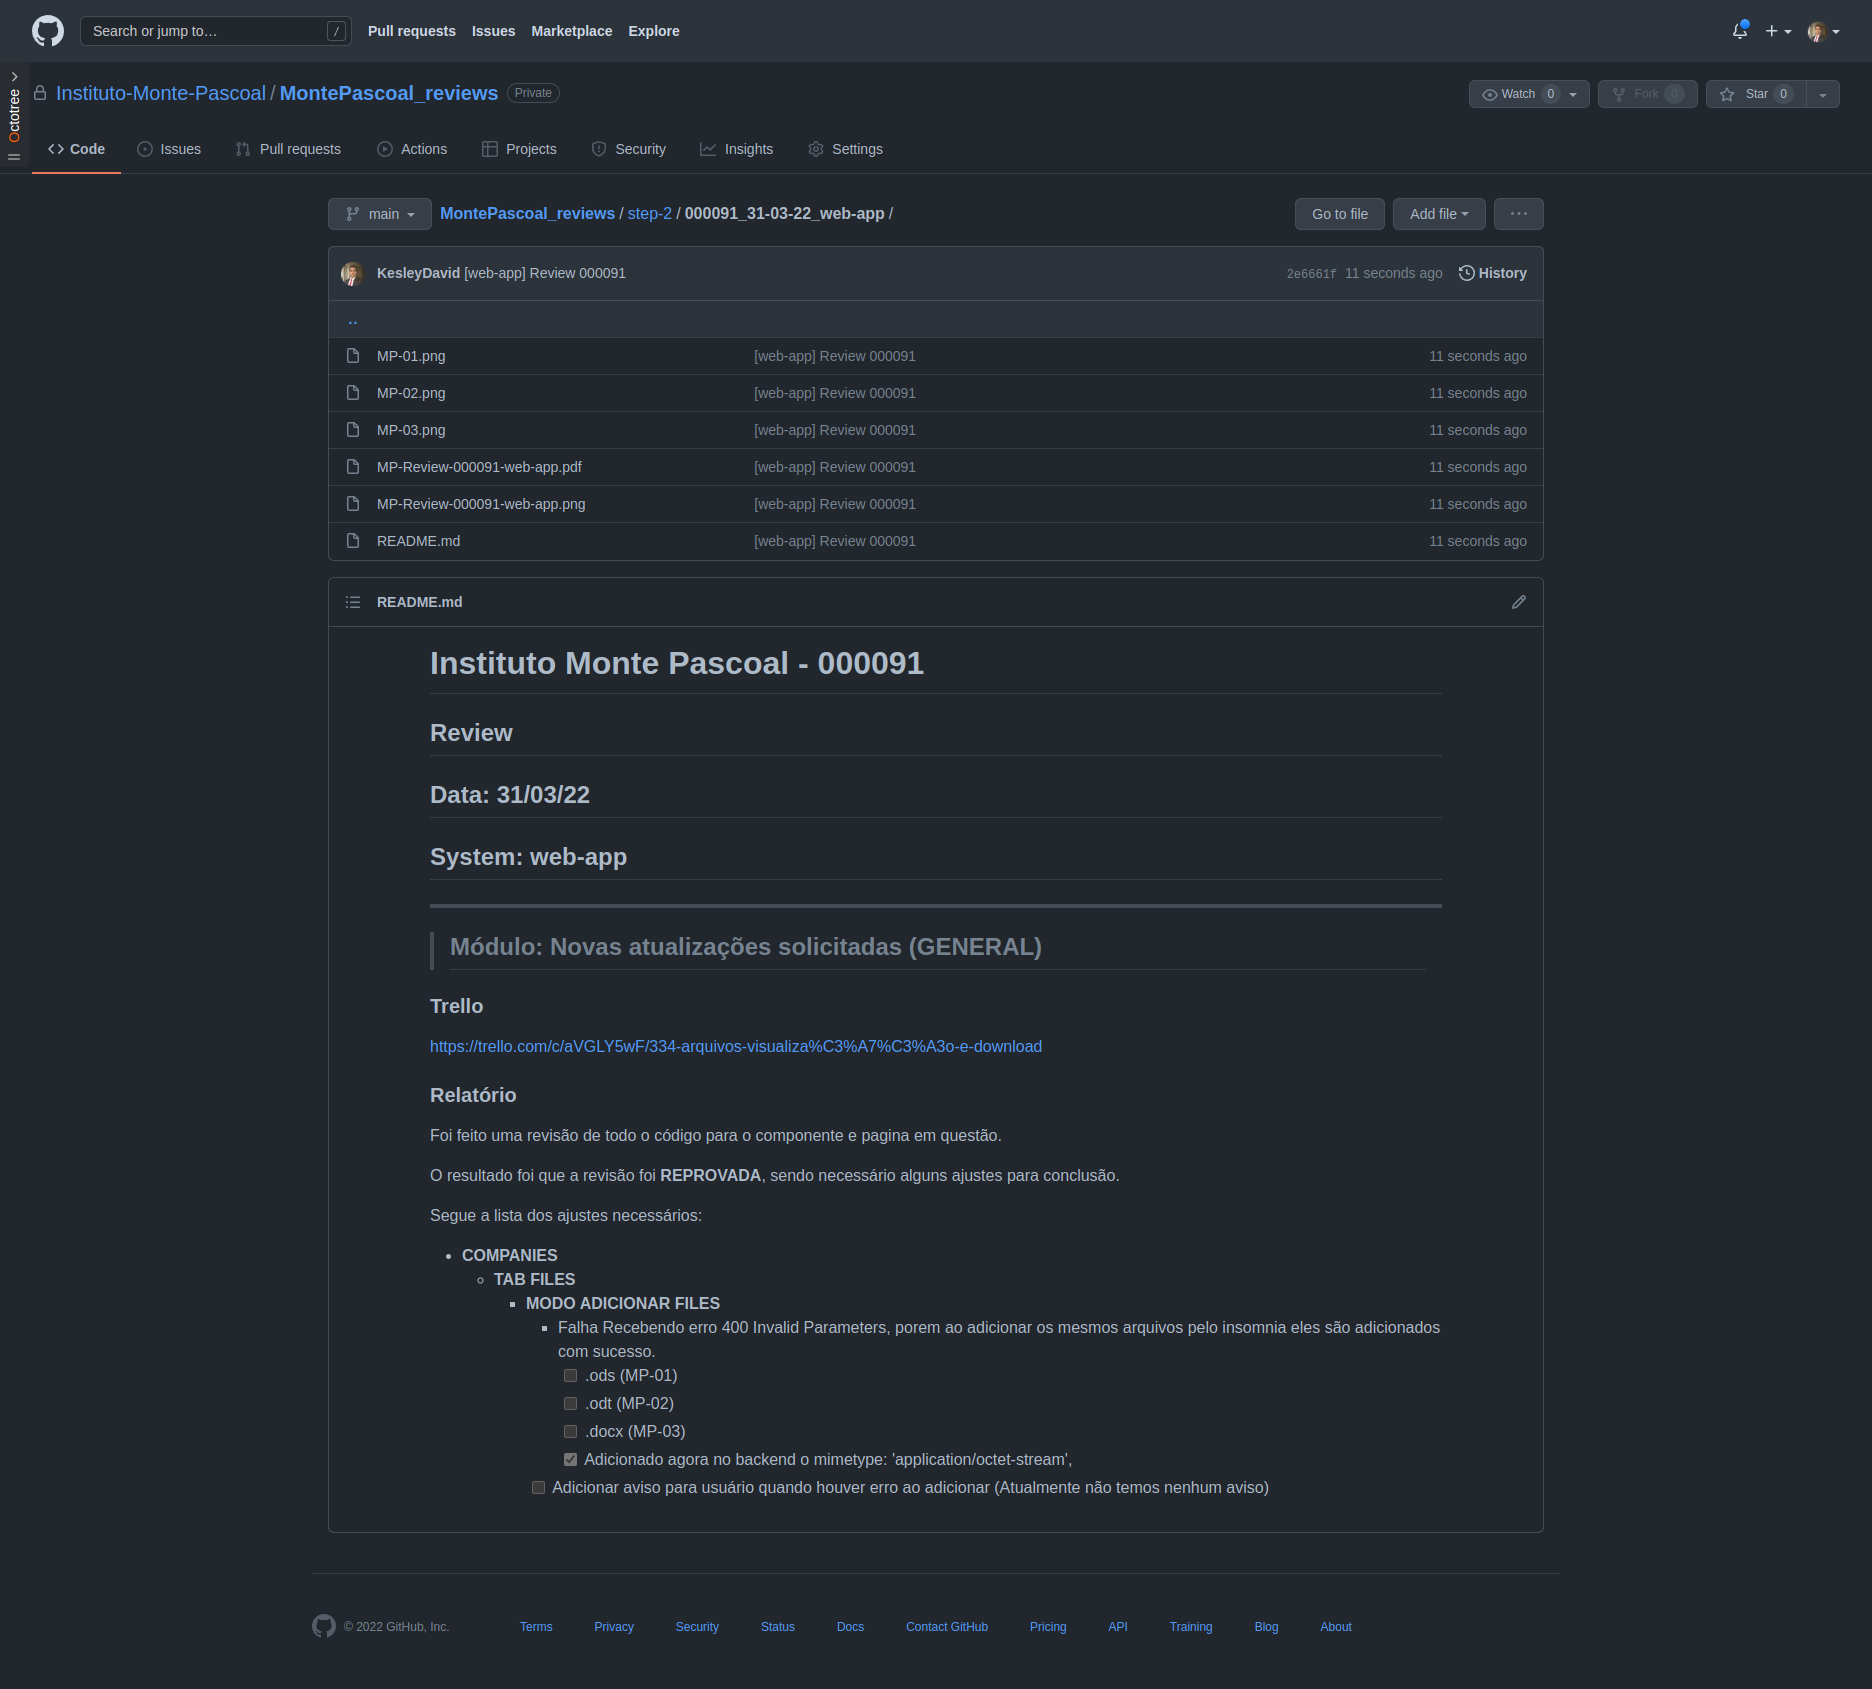 Search or jump to…
/
Pull requests Issues Marketplace Explore
Octotree
Instituto-Monte-Pascoal / MontePascoal_reviews Private
Watch 0 Fork 0 Star 0
Code Issues Pull requests Actions Projects Security Insights Settings
main MontePascoal_reviews / step-2 / 000091_31-03-22_web-app / Go to file Add file ···
KesleyDavid [web-app] Review 000091 2e6661f 11 seconds ago History
..
MP-01.png [web-app] Review 000091 11 seconds ago
MP-02.png [web-app] Review 000091 11 seconds ago
MP-03.png [web-app] Review 000091 11 seconds ago
MP-Review-000091-web-app.pdf [web-app] Review 000091 11 seconds ago
MP-Review-000091-web-app.png [web-app] Review 000091 11 seconds ago
README.md [web-app] Review 000091 11 seconds ago
README.md
Instituto Monte Pascoal - 000091
Review
Data: 31/03/22
System: web-app
Módulo: Novas atualizações solicitadas (GENERAL)
Trello
https://trello.com/c/aVGLY5wF/334-arquivos-visualiza%C3%A7%C3%A3o-e-download
Relatório
Foi feito uma revisão de todo o código para o componente e pagina em questão.
O resultado foi que a revisão foi REPROVADA, sendo necessário alguns ajustes para conclusão.
Segue a lista dos ajustes necessários:
COMPANIES
TAB FILES
MODO ADICIONAR FILES
Falha Recebendo erro 400 Invalid Parameters, porem ao adicionar os mesmos arquivos pelo insomnia eles são adicionados
com sucesso.
.ods (MP-01)
.odt (MP-02)
.docx (MP-03)
Adicionado agora no backend o mimetype: 'application/octet-stream',
Adicionar aviso para usuário quando houver erro ao adicionar (Atualmente não temos nenhum aviso)
© 2022 GitHub, Inc. Terms Privacy Security Status Docs Contact GitHub Pricing API Training Blog About